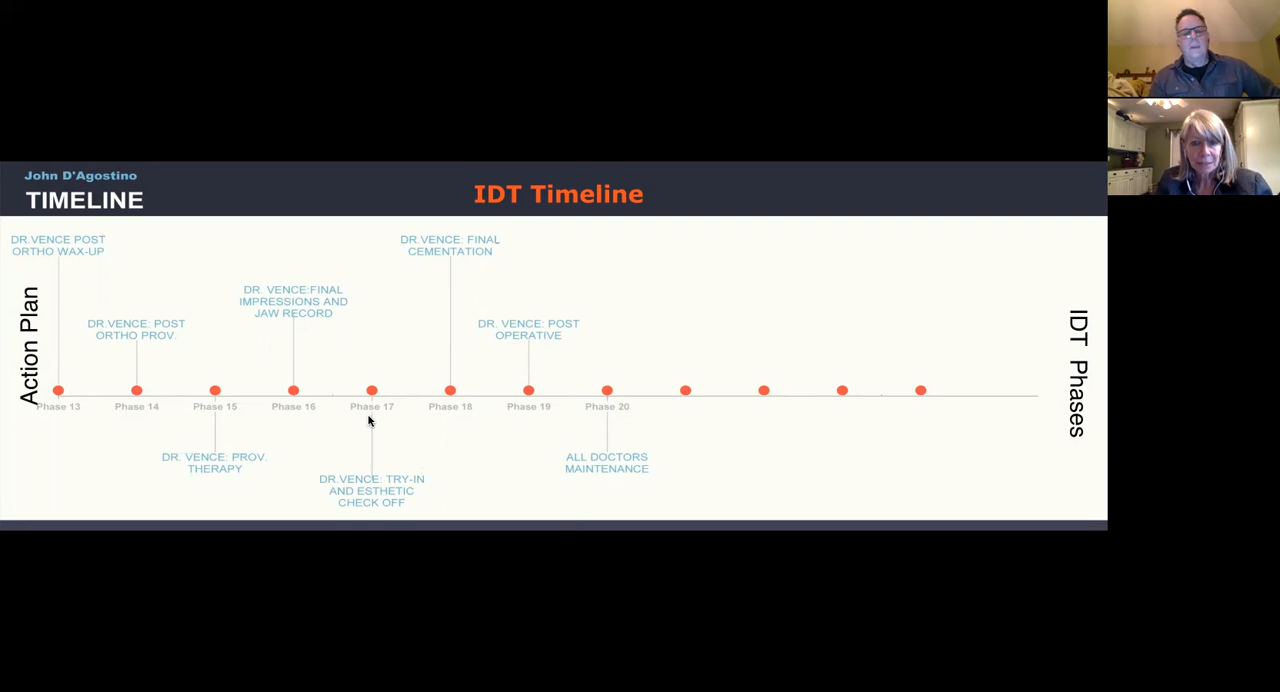 John D'Agostino
TIMELINE
IDT Timeline
Action Plan
DR.VENCE POST
ORTHO WAX-UP
DR.VENCE: POST
ORTHO PROV.
DR. VENCE:FINAL
IMPRESSIONS AND
JAW RECORD
DR.VENCE: FINAL
CEMENTATION
DR. VENCE: POST
OPERATIVE
Phase 13
Phase 14
Phase 15
Phase 16
Phase 17
Phase 18
Phase 19
Phase 20
DR. VENCE: PROV.
THERAPY
DR.VENCE: TRY-IN
AND ESTHETIC
CHECK OFF
ALL DOCTORS
MAINTENANCE
IDT Phases